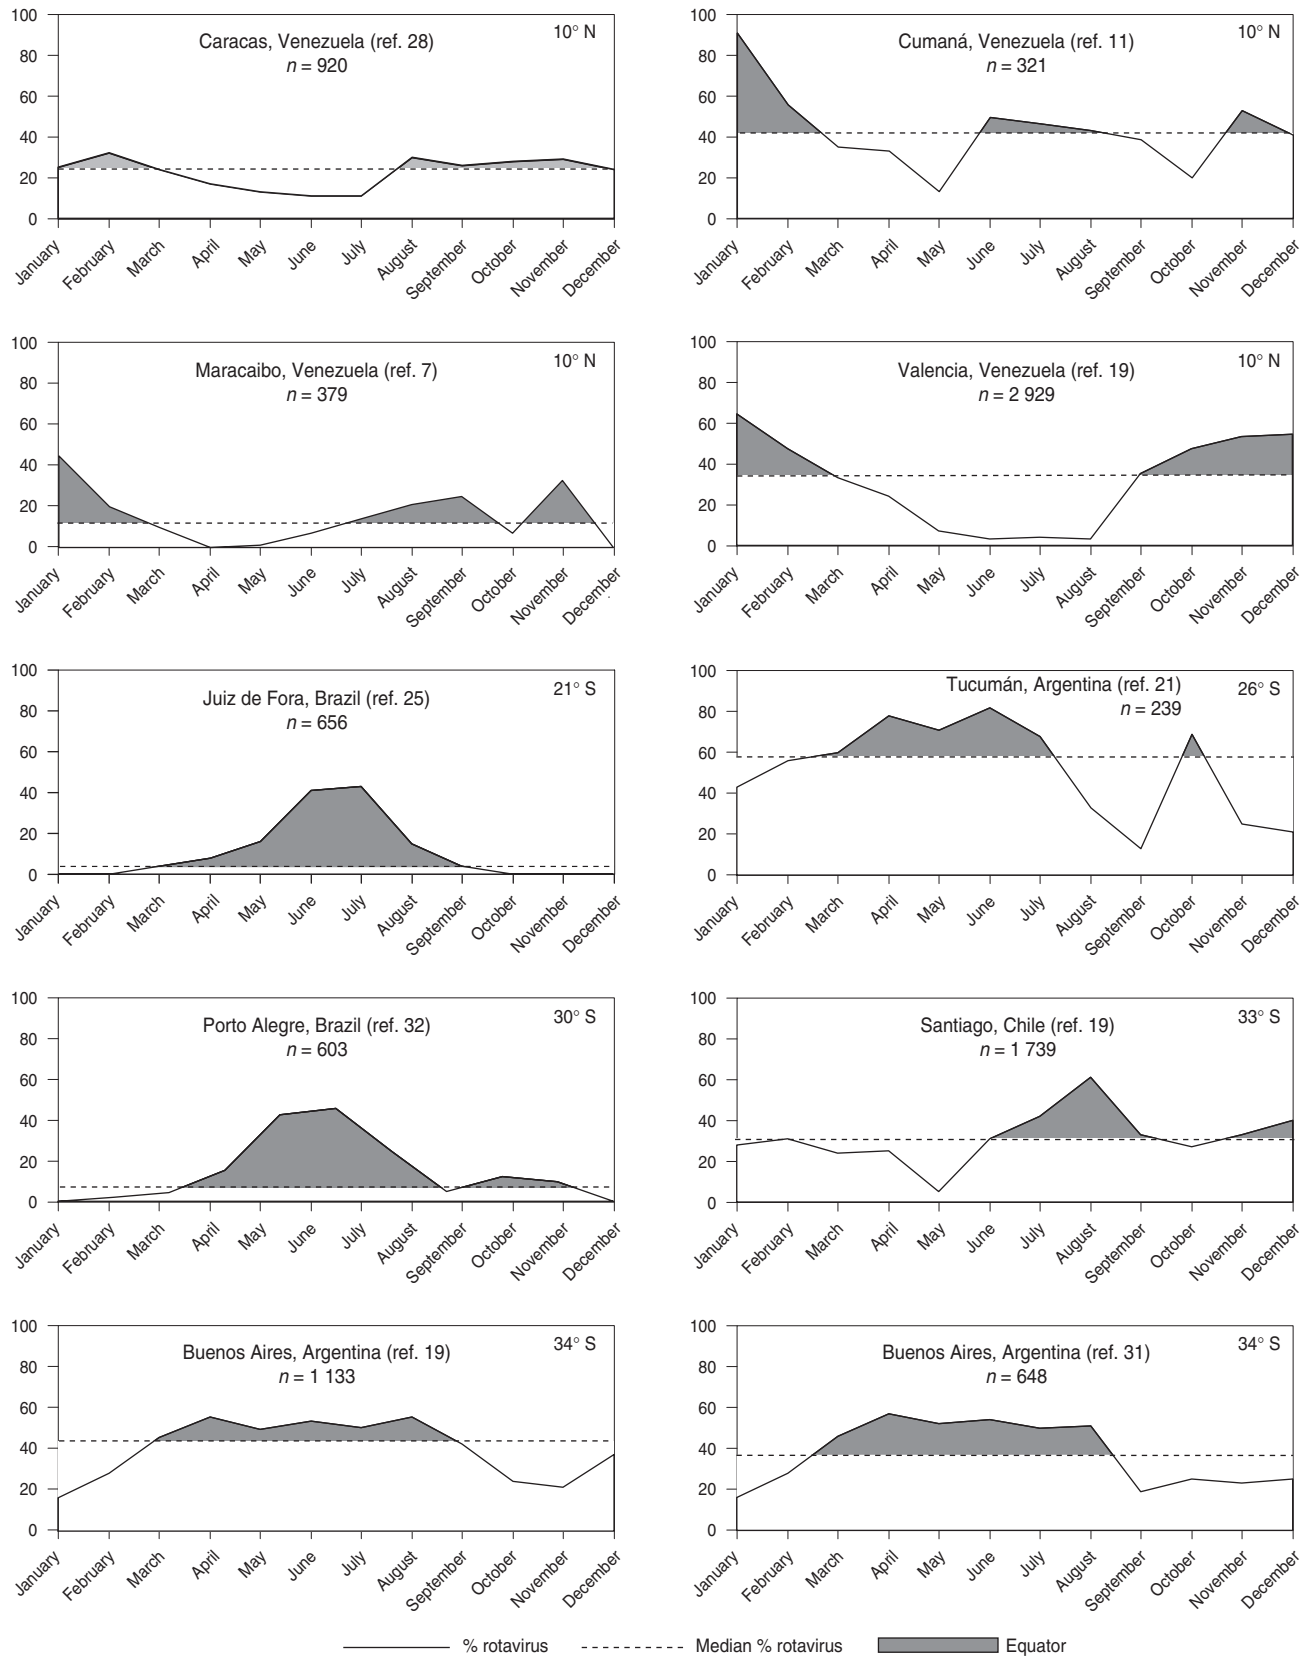 100
80
60
40
20
0
Caracas, Venezuela (ref. 28)
n = 920
10° N
January
February
March
April
May
June
July
August
September
October
November
December
100
80
60
40
20
0
Cumaná, Venezuela (ref. 11)
n = 321
10° N
January
February
March
April
May
June
July
August
September
October
November
December
100
80
60
40
20
0
Maracaibo, Venezuela (ref. 7)
n = 379
10° N
January
February
March
April
May
June
July
August
September
October
November
December
100
80
60
40
20
0
Valencia, Venezuela (ref. 19)
n = 2 929
10° N
January
February
March
April
May
June
July
August
September
October
November
December
100
80
60
40
20
0
Juiz de Fora, Brazil (ref. 25)
n = 656
21° S
January
February
March
April
May
June
July
August
September
October
November
December
100
80
60
40
20
0
Tucumán, Argentina (ref. 21)
n = 239
26° S
January
February
March
April
May
June
July
August
September
October
November
December
100
80
60
40
20
0
Porto Alegre, Brazil (ref. 32)
n = 603
30° S
January
February
March
April
May
June
July
August
September
October
November
December
100
80
60
40
20
0
Santiago, Chile (ref. 19)
n = 1 739
33° S
January
February
March
April
May
June
July
August
September
October
November
December
100
80
60
40
20
0
Buenos Aires, Argentina (ref. 19)
n = 1 133
34° S
January
February
March
April
May
June
July
August
September
October
November
December
100
80
60
40
20
0
Buenos Aires, Argentina (ref. 31)
n = 648
34° S
January
February
March
April
May
June
July
August
September
October
November
December
% rotavirus
Median % rotavirus
Equator